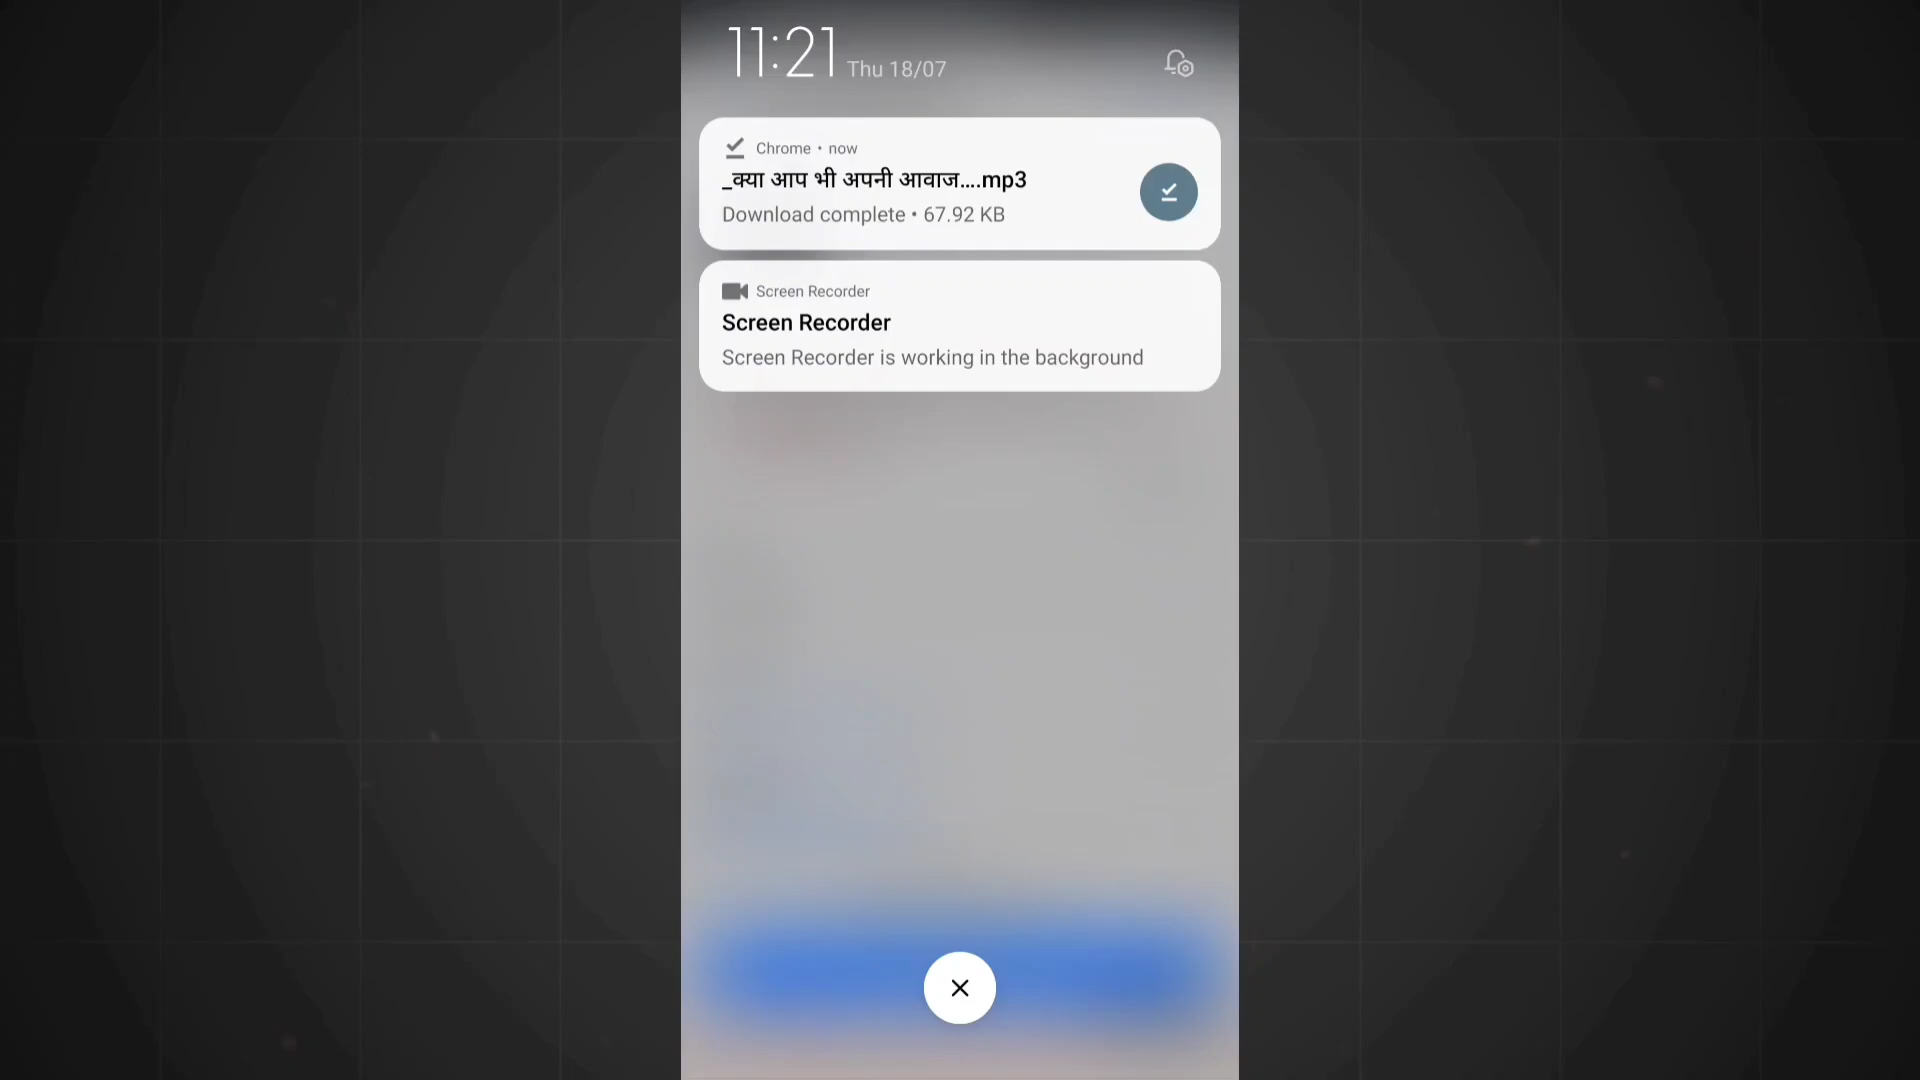 11:21 Thu 18/07
Chrome • now
_क्या आप भी अपनी आवाज….mp3
Download complete • 67.92 KB
Screen Recorder
Screen Recorder
Screen Recorder is working in the background